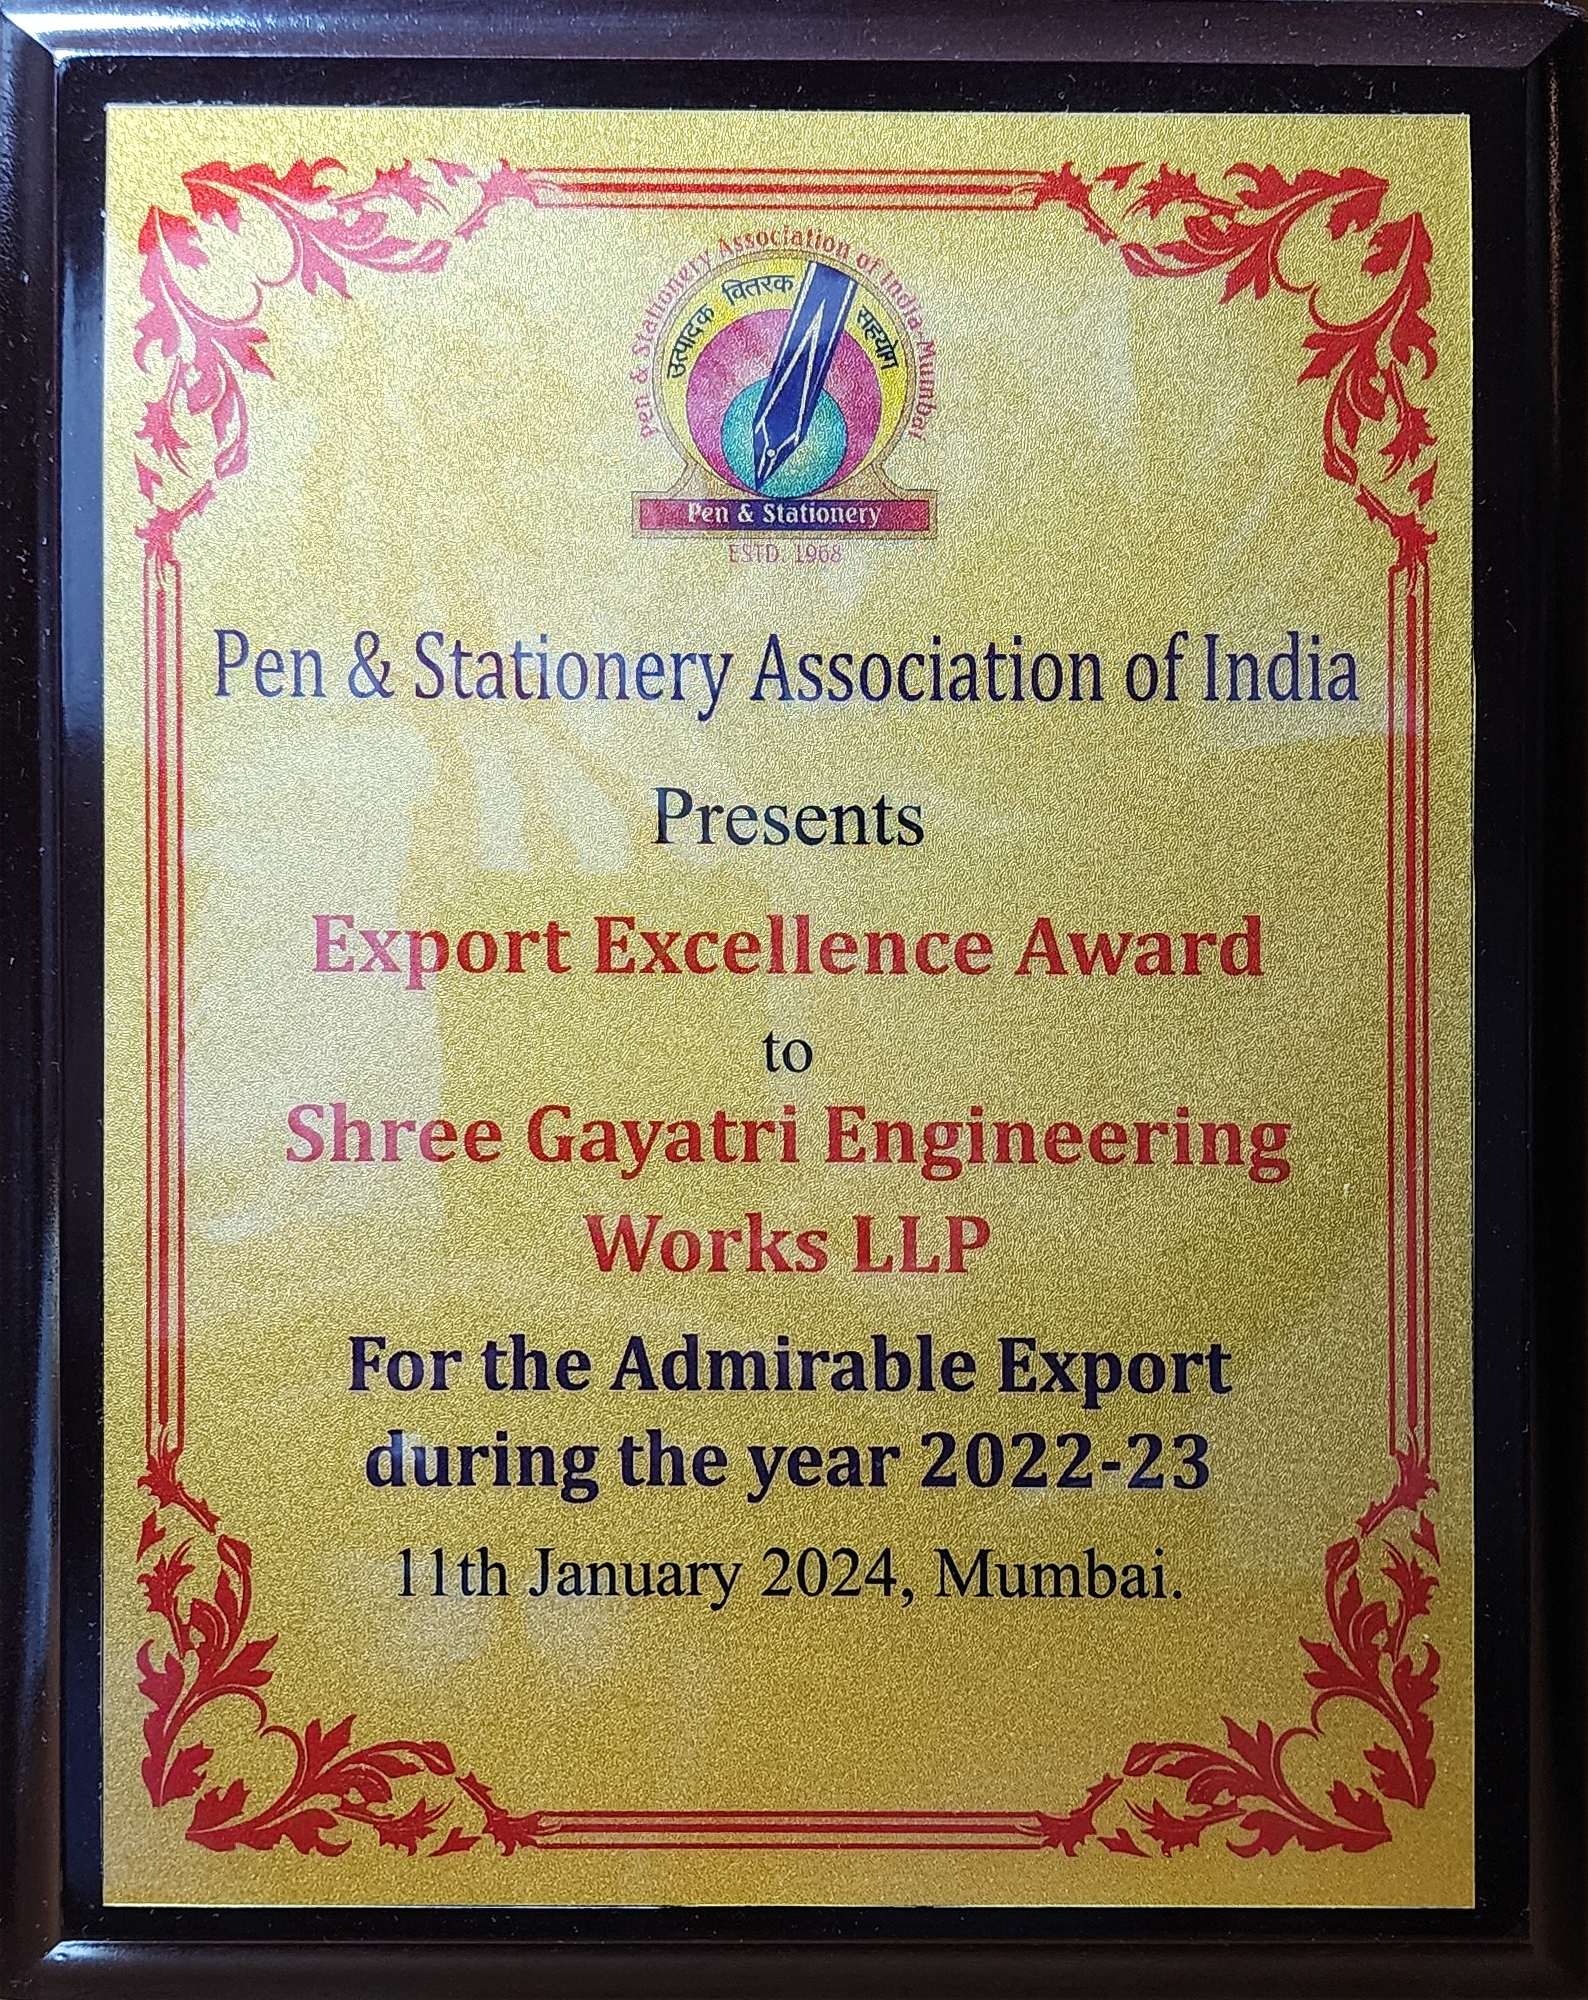 Pen & Stationery Association of India-Mumbai
उत्पादक वितरक सहयोग
Pen & Stationery
ESTD. 1968
Pen & Stationery Association of India
Presents
Export Excellence Award
to
Shree Gayatri Engineering
Works LLP
For the Admirable Export
during the year 2022-23
11th January 2024, Mumbai.